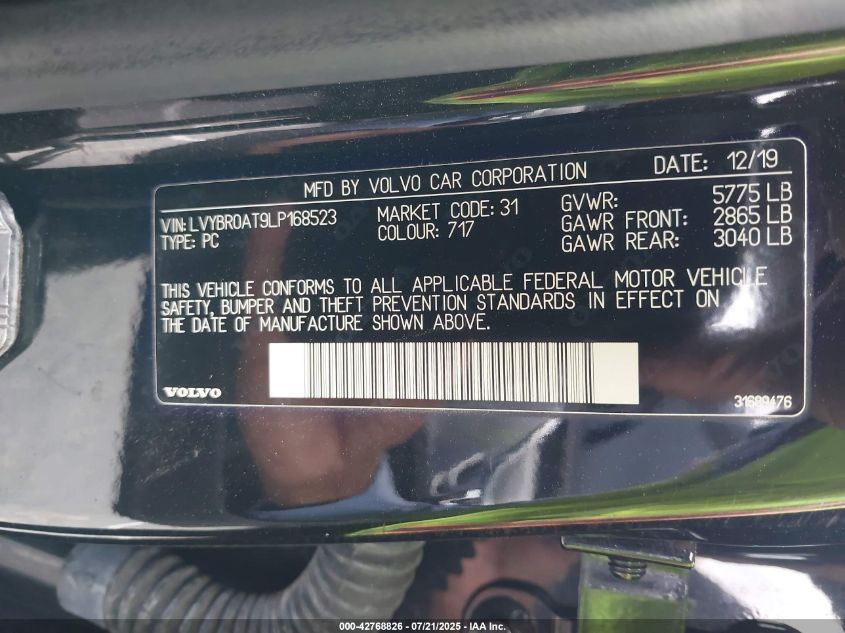 MFD BY VOLVO CAR CORPORATION DATE: 12/19
VIN: LVYBR0AT9LP168523 MARKET CODE: 31 GVWR: 5775 LB
TYPE: PC COLOUR: 717 GAWR FRONT: 2865 LB
GAWR REAR: 3040 LB
THIS VEHICLE CONFORMS TO ALL APPLICABLE FEDERAL MOTOR VEHICLE
SAFETY, BUMPER AND THEFT PREVENTION STANDARDS IN EFFECT ON
THE DATE OF MANUFACTURE SHOWN ABOVE.
VOLVO 31689476
000-42768826 - 07/21/2025 - IAA Inc.